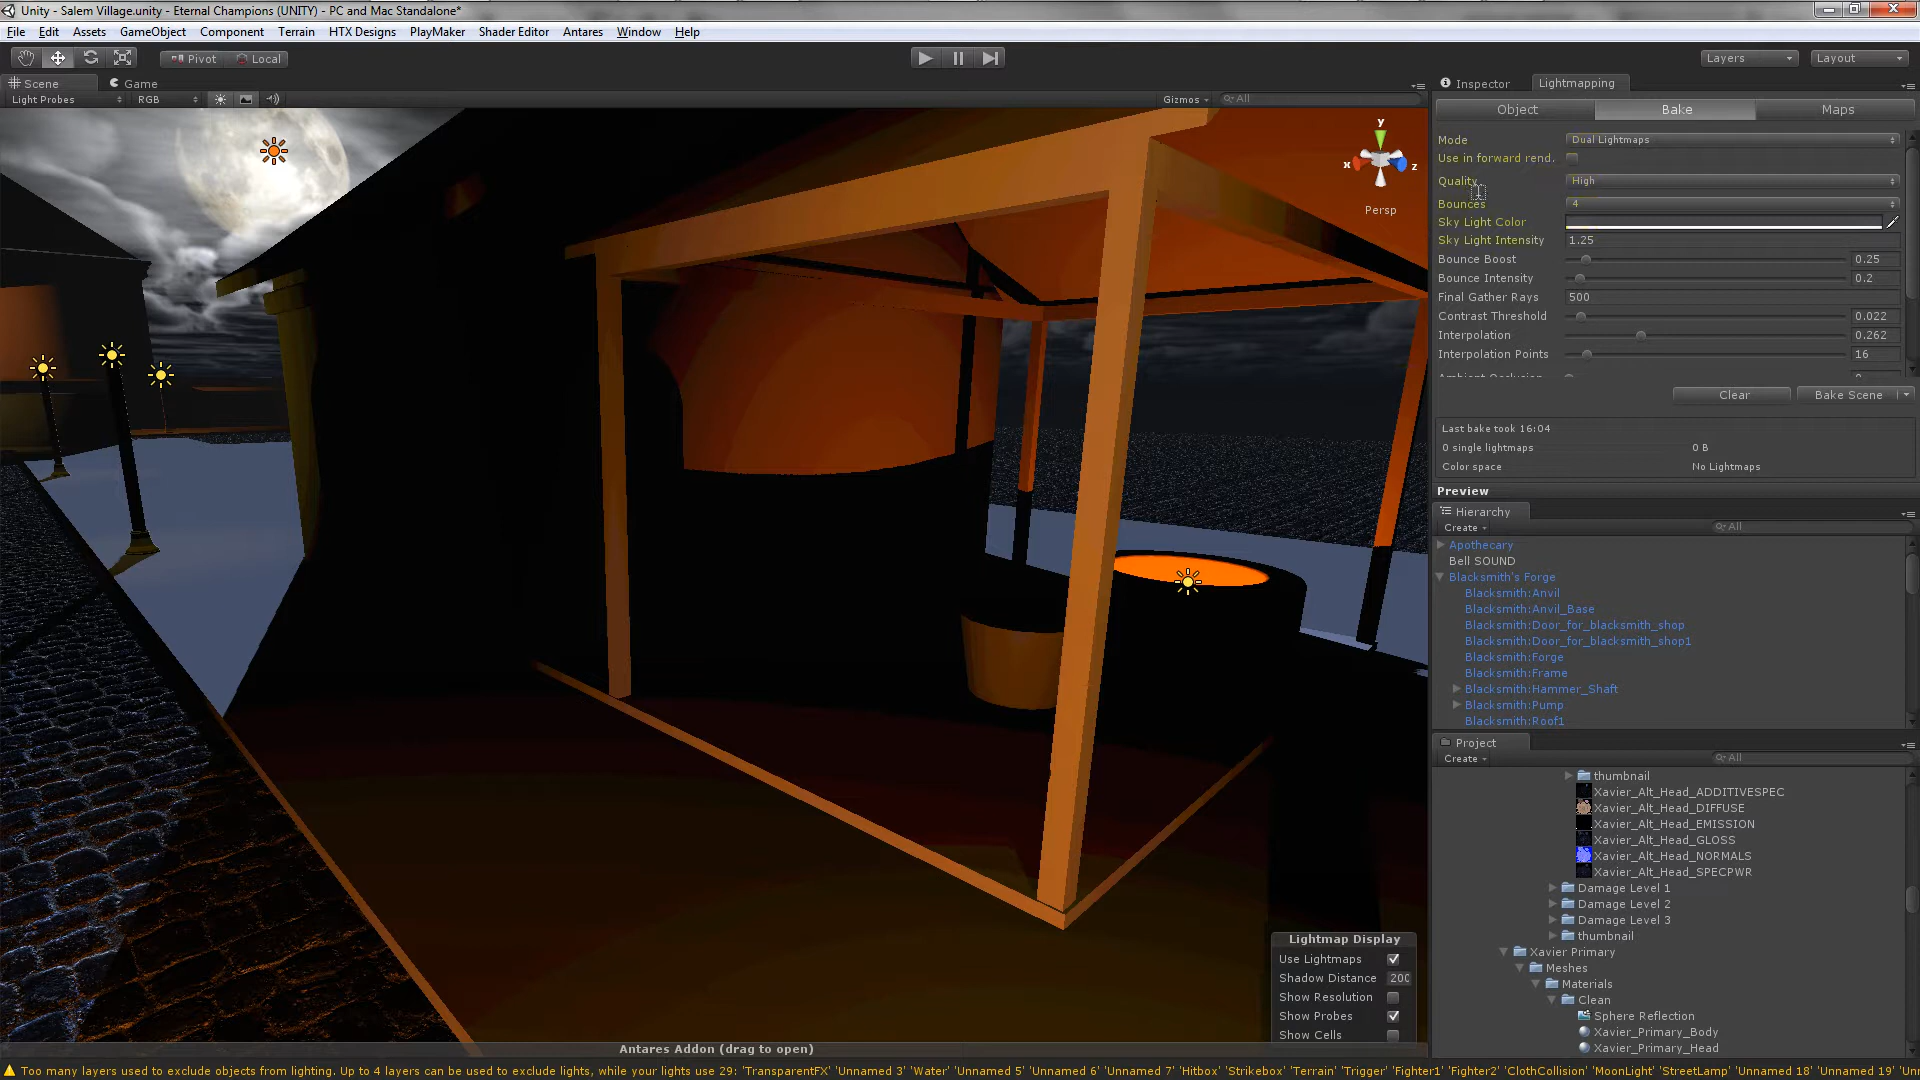 Unity - Salem Village.unity - Eternal Champions (UNITY) - PC and Mac Standalone*
File Edit Assets GameObject Component Terrain HTX Designs PlayMaker Shader Editor Antares Window Help
Pivot Local Layers Layout
Scene Game
Light Probes RGB Gizmos All
y
x
z
Persp
Antares Addon (drag to open)
Lightmap Display
Use Lightmaps
Shadow Distance 200
Show Resolution
Show Probes
Show Cells
Inspector Lightmapping
Object Bake Maps
Mode Dual Lightmaps
Use in forward rend.
Quality High
Bounces 4
Sky Light Color
Sky Light Intensity 1.25
Bounce Boost 0.25
Bounce Intensity 0.2
Final Gather Rays 500
Contrast Threshold 0.022
Interpolation 0.262
Interpolation Points 16
Ambient Occlusion 0
Clear Bake Scene
Last bake took 16:04
0 single lightmaps 0 B
Color space No Lightmaps
Preview
Hierarchy
Create All
Apothecary
Bell SOUND
Blacksmith's Forge
Blacksmith:Anvil
Blacksmith:Anvil_Base
Blacksmith:Door_for_blacksmith_shop
Blacksmith:Door_for_blacksmith_shop1
Blacksmith:Forge
Blacksmith:Frame
Blacksmith:Hammer_Shaft
Blacksmith:Pump
Blacksmith:Roof1
Project
Create All
thumbnail
Xavier_Alt_Head_ADDITIVESPEC
Xavier_Alt_Head_DIFFUSE
Xavier_Alt_Head_EMISSION
Xavier_Alt_Head_GLOSS
Xavier_Alt_Head_NORMALS
Xavier_Alt_Head_SPECPWR
Damage Level 1
Damage Level 2
Damage Level 3
thumbnail
Xavier Primary
Meshes
Materials
Clean
Sphere Reflection
Xavier_Primary_Body
Xavier_Primary_Head
Too many layers used to exclude objects from lighting. Up to 4 layers can be used to exclude lights, while your lights use 29: 'TransparentFX' 'Unnamed 3' 'Water' 'Unnamed 5' 'Unnamed 6' 'Unnamed 7' 'Hitbox' 'Strikebox' 'Terrain' 'Trigger' 'Fighter1' 'Fighter2' 'ClothCollision' 'MoonLight' 'StreetLamp' 'Unnamed 18' 'Unnamed 19' 'Un